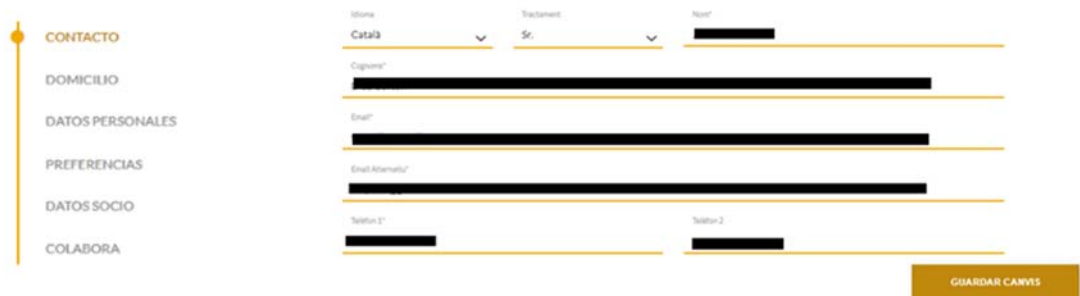 CONTACTO
DOMICILIO
DATOS PERSONALES
PREFERENCIAS
DATOS SOCIO
COLABORA
Idioma Tractament Nom*
Català Sr.
Cognoms*
Email*
Email Alternatiu*
Telèfon 1* Telèfon 2
GUARDAR CANVIS